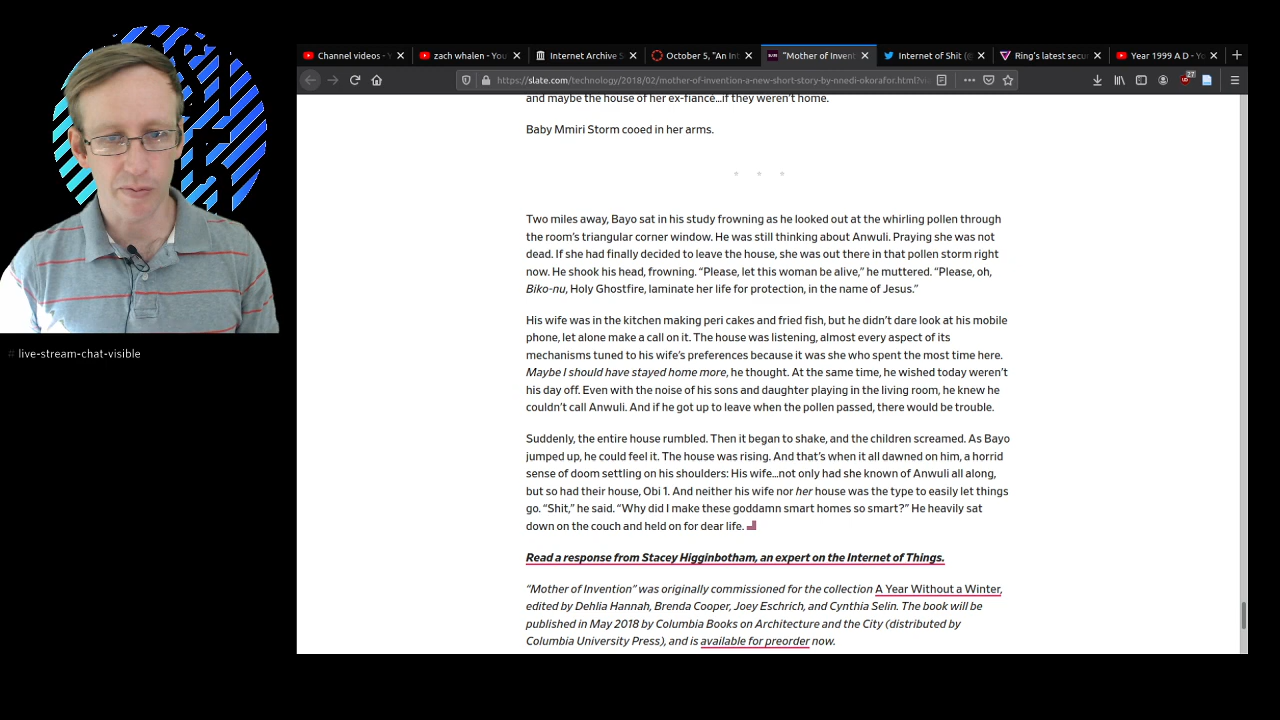 Channel videos -
zach whalen - You
Internet Archive S
October 5, "An Int
"Mother of Invent
Internet of Shit (@
Ring's latest secur
Year 1999 A D - Yo
https://slate.com/technology/2018/02/mother-of-invention-a-new-short-story-by-nnedi-okorafor.html?v
27
and maybe the house of her ex-fiancé…if they weren't home.
Baby Mmiri Storm cooed in her arms.
* * *
Two miles away, Bayo sat in his study frowning as he looked out at the whirling pollen through
the room's triangular corner window. He was still thinking about Anwuli. Praying she was not
dead. If she had finally decided to leave the house, she was out there in that pollen storm right
now. He shook his head, frowning. “Please, let this woman be alive,” he muttered. “Please, oh,
Biko-nu, Holy Ghostfire, laminate her life for protection, in the name of Jesus.”
His wife was in the kitchen making peri cakes and fried fish, but he didn't dare look at his mobile
phone, let alone make a call on it. The house was listening, almost every aspect of its
mechanisms tuned to his wife's preferences because it was she who spent the most time here.
Maybe I should have stayed home more, he thought. At the same time, he wished today weren't
his day off. Even with the noise of his sons and daughter playing in the living room, he knew he
couldn't call Anwuli. And if he got up to leave when the pollen passed, there would be trouble.
Suddenly, the entire house rumbled. Then it began to shake, and the children screamed. As Bayo
jumped up, he could feel it. The house was rising. And that's when it all dawned on him, a horrid
sense of doom settling on his shoulders: His wife…not only had she known of Anwuli all along,
but so had their house, Obi 1. And neither his wife nor her house was the type to easily let things
go. “Shit,” he said. “Why did I make these goddamn smart homes so smart?” He heavily sat
down on the couch and held on for dear life.
Read a response from Stacey Higginbotham, an expert on the Internet of Things.
“Mother of Invention” was originally commissioned for the collection A Year Without a Winter,
edited by Dehlia Hannah, Brenda Cooper, Joey Eschrich, and Cynthia Selin. The book will be
published in May 2018 by Columbia Books on Architecture and the City (distributed by
Columbia University Press), and is available for preorder now.
# live-stream-chat-visible